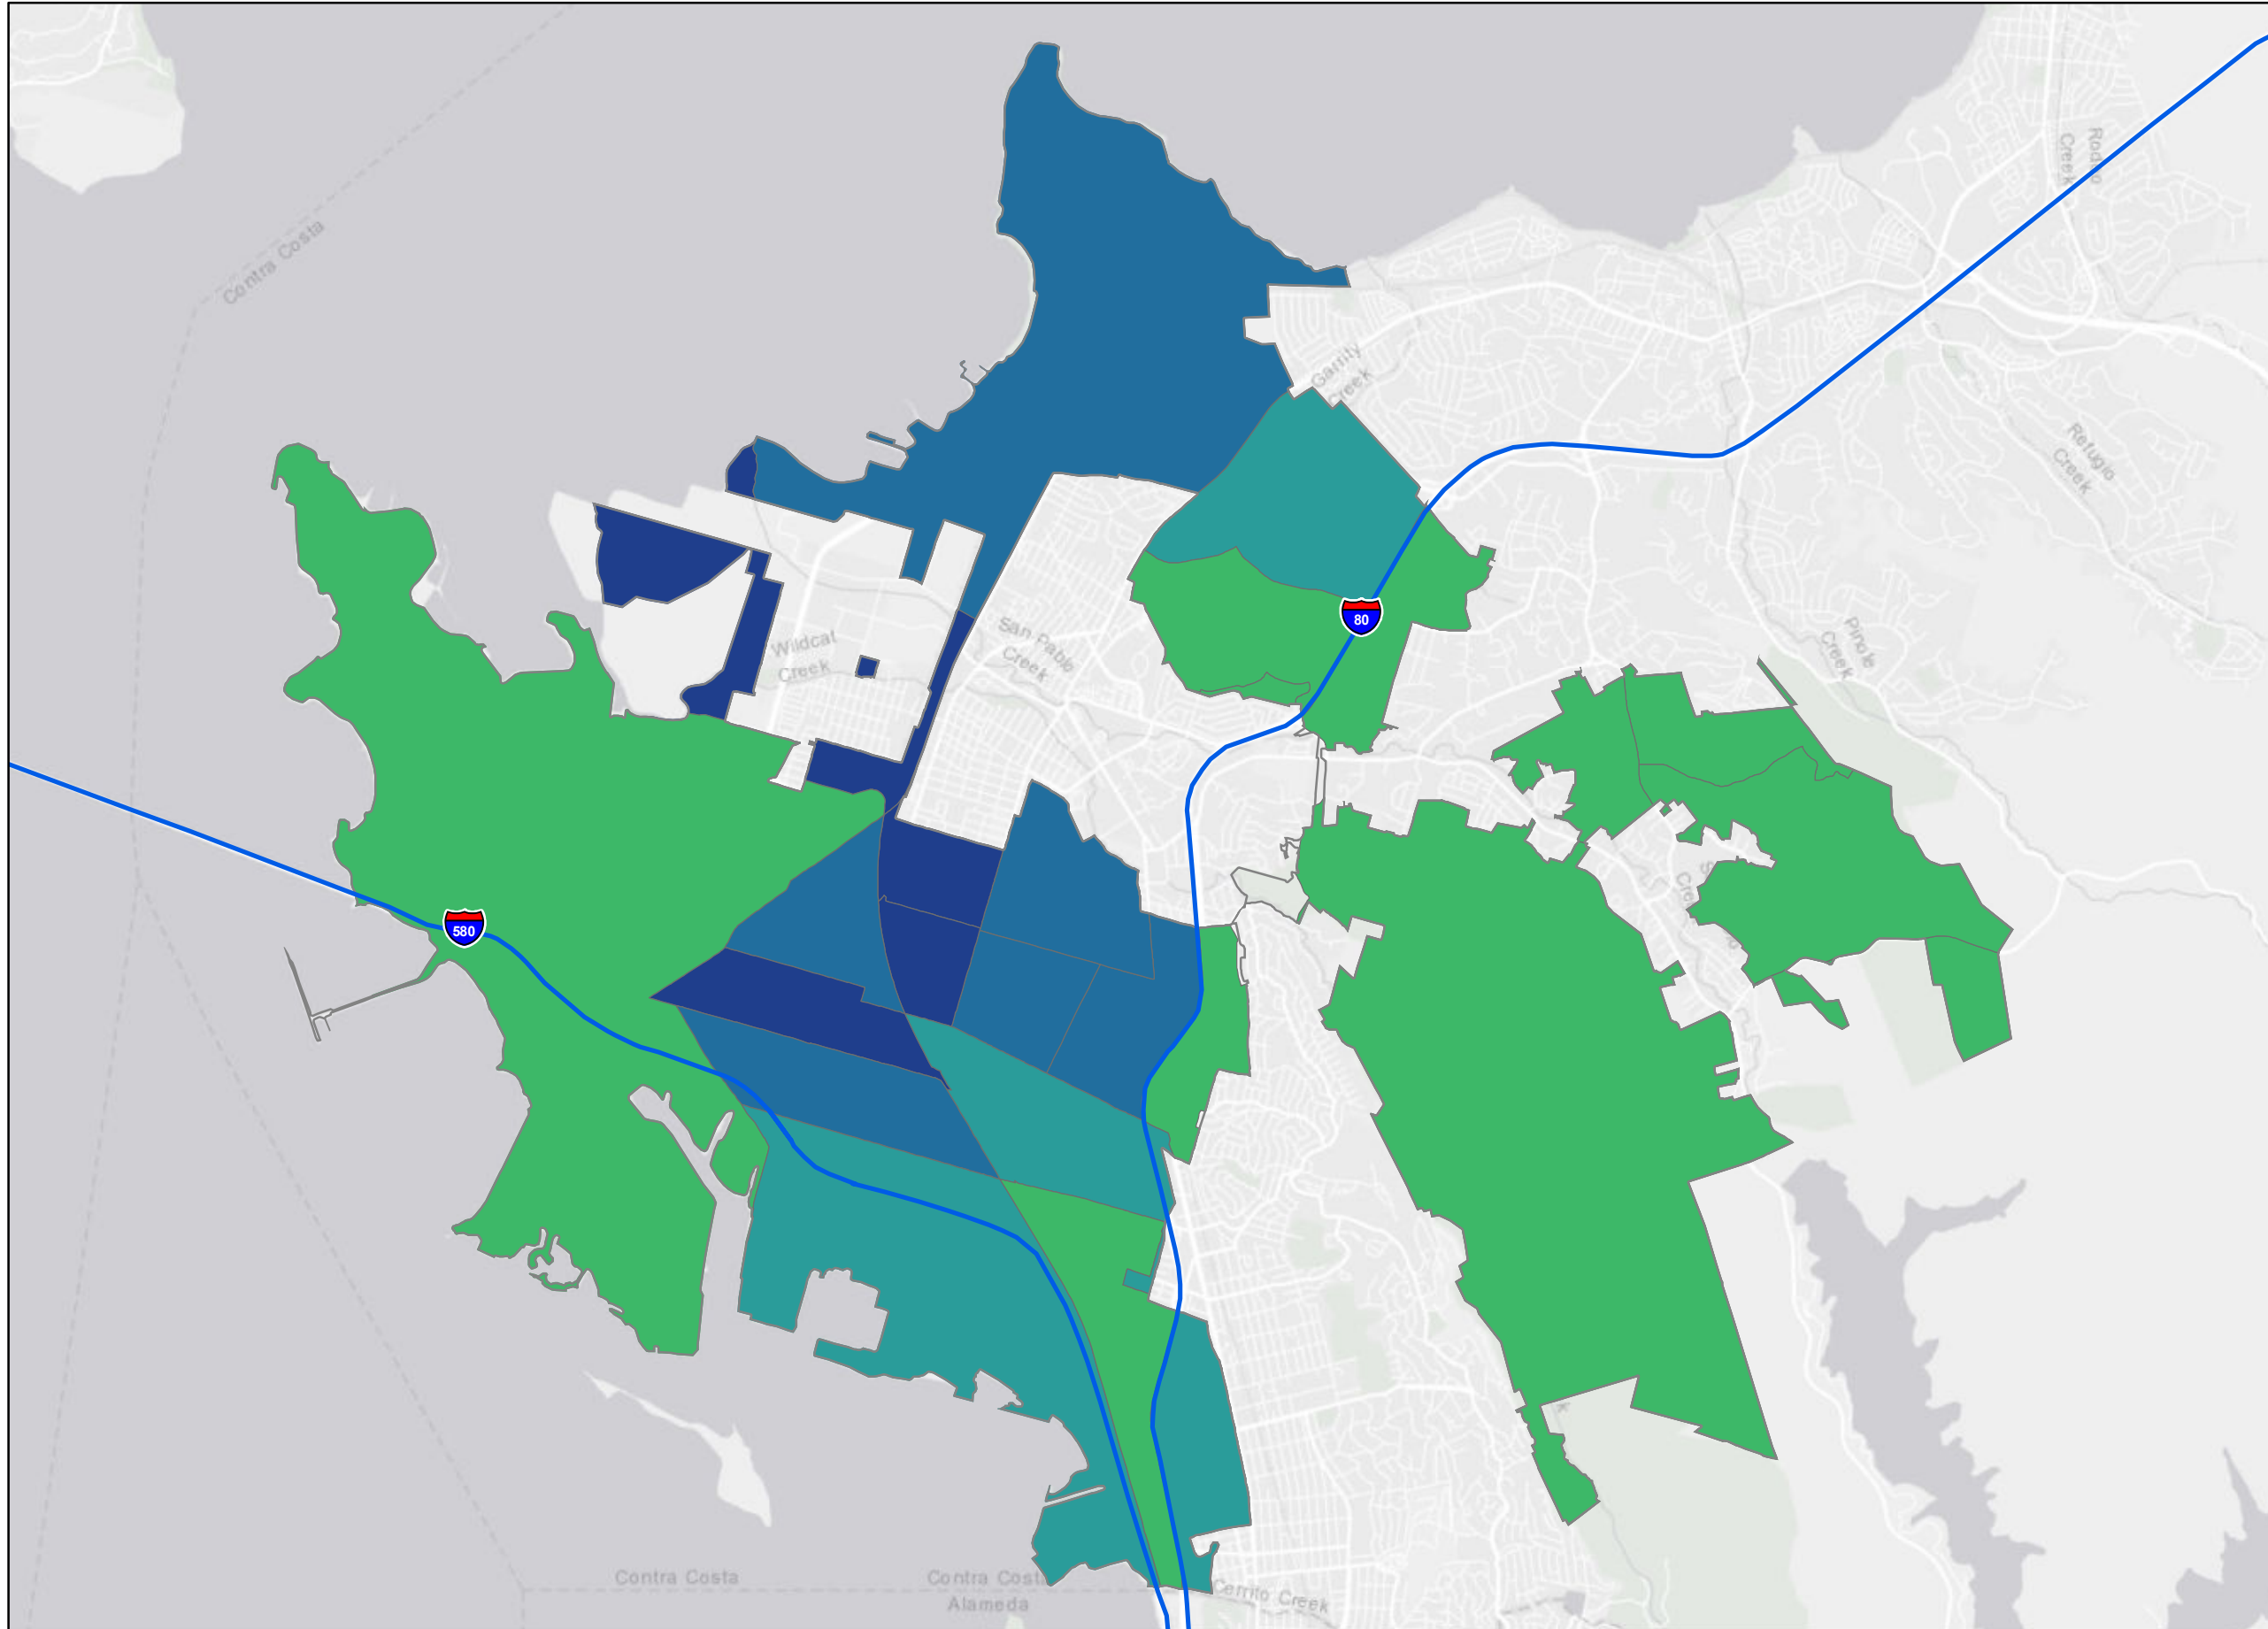 Rodeo
Creek
Contra Costa
Garrity
Creek
Refugio
Creek
80
San Pablo
Creek
Wildcat
Creek
Pinole
Creek
580
Contra Costa
Contra Costa
Alameda
Cerrito Creek